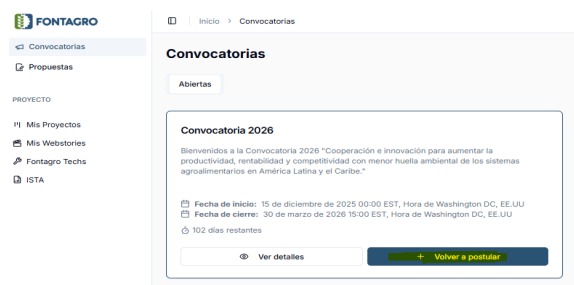 FONTAGRO
Inicio > Convocatorias
Convocatorias
Propuestas
PROYECTO
Mis Proyectos
Mis Webstories
Fontagro Techs
ISTA
Convocatorias
Abiertas
Convocatoria 2026
Bienvenidos a la Convocatoria 2026 "Cooperación e innovación para aumentar la
productividad, rentabilidad y competitividad con menor huella ambiental de los sistemas
agroalimentarios en América Latina y el Caribe."
Fecha de inicio: 15 de diciembre de 2025 00:00 EST, Hora de Washington DC, EE.UU
Fecha de cierre: 30 de marzo de 2026 15:00 EST, Hora de Washington DC, EE.UU
102 días restantes
Ver detalles
+ Volver a postular